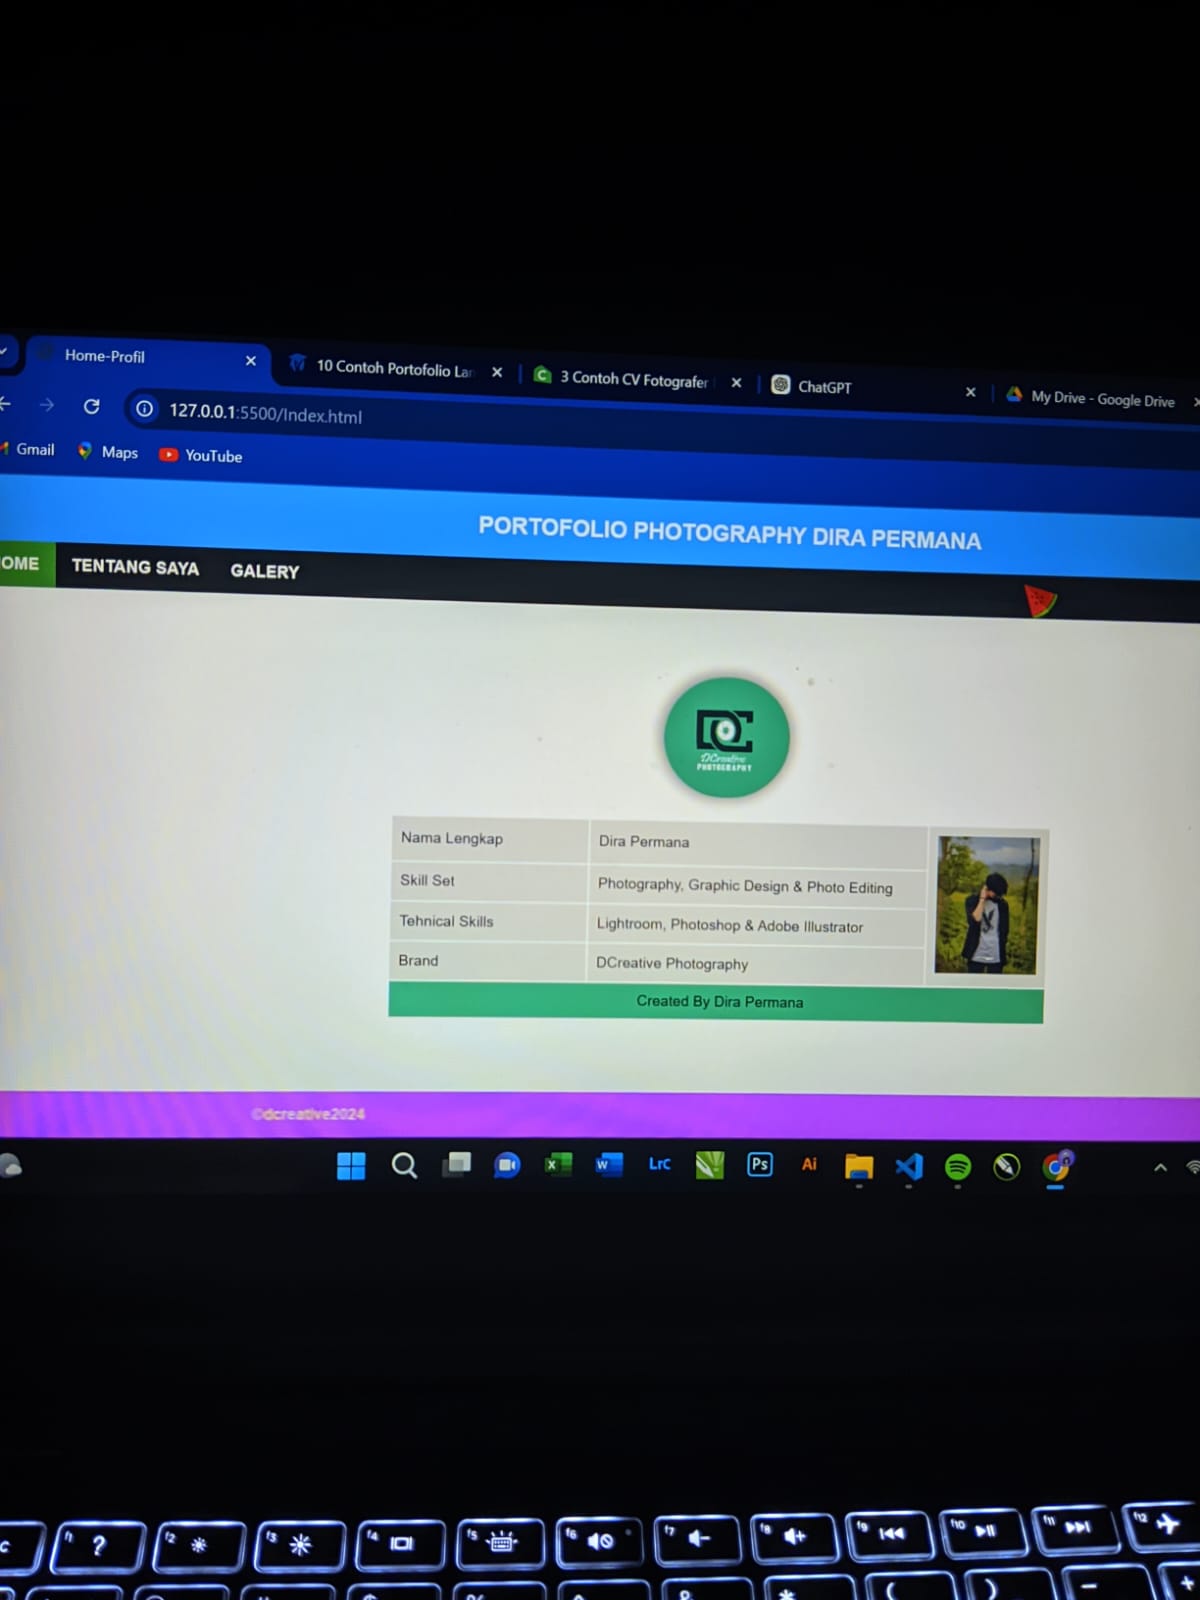 Home-Profil
10 Contoh Portofolio Lan
3 Contoh CV Fotografer
ChatGPT
My Drive - Google Drive
127.0.0.1:5500/Index.html
Gmail
Maps
YouTube
PORTOFOLIO PHOTOGRAPHY DIRA PERMANA
OME
TENTANG SAYA
GALERY
DC
DCreative
PHOTOGRAPHY
Nama Lengkap
Dira Permana
Skill Set
Photography, Graphic Design & Photo Editing
Tehnical Skills
Lightroom, Photoshop & Adobe Illustrator
Brand
DCreative Photography
Created By Dira Permana
©dcreative2024
X
W
LrC
Ps
Ai
c
f1 ?
f2
f3
f4
f5
f6
f7
f8
f9
f10
f11
f12